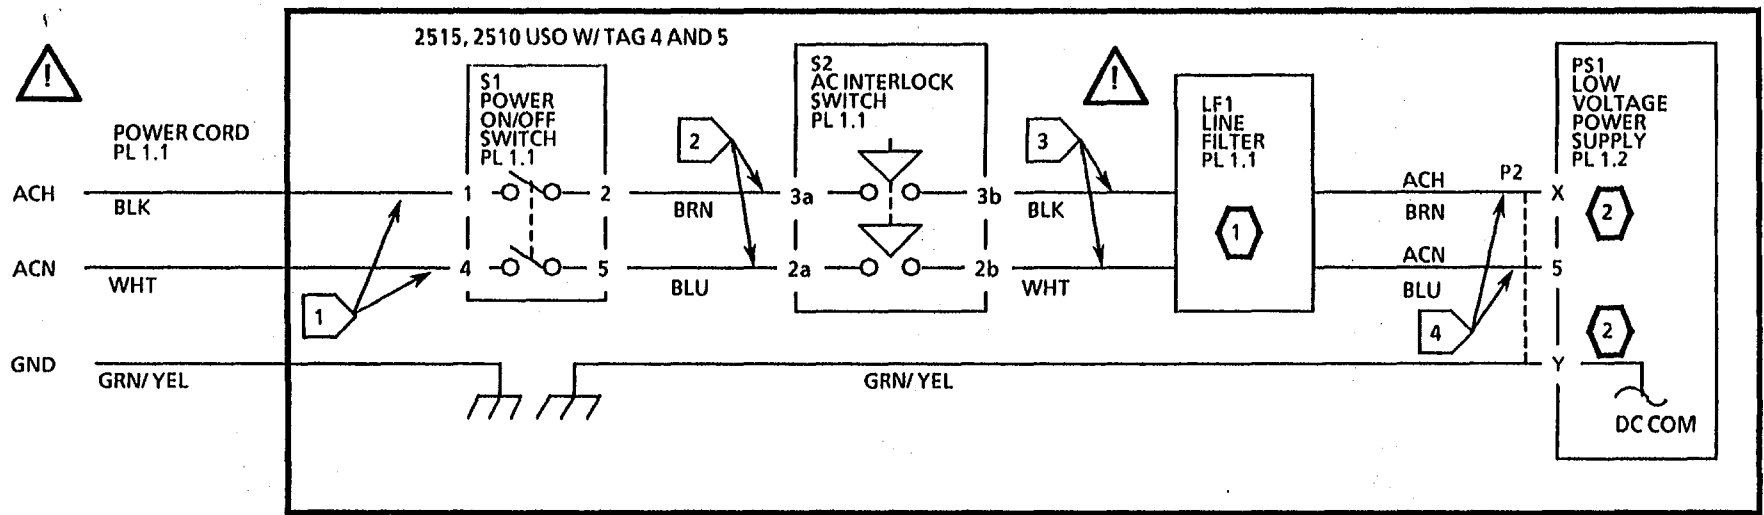 2515, 2510 USO W/ TAG 4 AND 5
!
POWER CORD
PL 1.1
S1
POWER
ON/OFF
SWITCH
PL 1.1
2
S2
AC INTERLOCK
SWITCH
PL 1.1
!
3
LF1
LINE
FILTER
PL 1.1
PS1
LOW
VOLTAGE
POWER
SUPPLY
PL 1.2
ACH
BLK
1
2
BRN
3a
3b
BLK
1
ACH
BRN
P2
X
2
ACN
WHT
4
5
BLU
2a
2b
WHT
ACN
BLU
5
1
4
2
GND
GRN/YEL
GRN/YEL
Y
DC COM